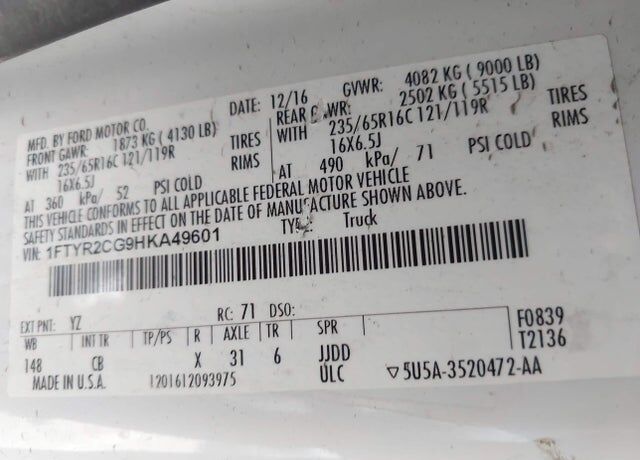 MFD. BY FORD MOTOR CO. DATE: 12/16 GVWR: 4082 KG ( 9000 LB)
FRONT GAWR: 1873 KG ( 4130 LB) REAR G WR: 2502 KG ( 5515 LB)
WITH 235/65R16C 121/119R TIRES WITH 235/65R16C 121/119R TIRES
16X6.5J RIMS 16X6.5J RIMS
AT 360 kPa/ 52 PSI COLD AT 490 kPa/ 71 PSI COLD
THIS VEHICLE CONFORMS TO ALL APPLICABLE FEDERAL MOTOR VEHICLE
SAFETY STANDARDS IN EFFECT ON THE DATE OF MANUFACTURE SHOWN ABOVE.
VIN: 1FTYR2CG9HKA49601 TYPE: Truck
EXT PNT: YZ RC: 71 DSO: F0839
WB INT TR TP/PS R AXLE TR SPR T2136
148 CB X 31 6 JJDD
MADE IN U.S.A. 1201612093975 ULC ▽5U5A-3520472-AA